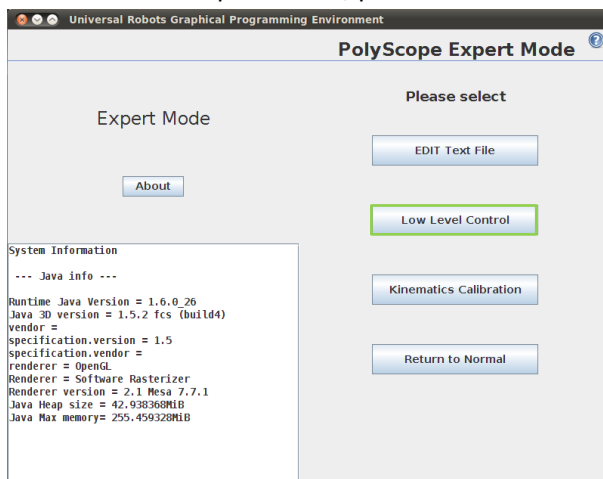 Universal Robots Graphical Programming Environment
PolyScope Expert Mode
Expert Mode
About
System Information
--- Java info ---
Runtime Java Version = 1.6.0_26
Java 3D version = 1.5.2 fcs (build4)
vendor =
specification.version = 1.5
specification.vendor =
renderer = OpenGL
Renderer = Software Rasterizer
Renderer version = 2.1 Mesa 7.7.1
Java Heap size = 42.938368MiB
Java Max memory= 255.459328MiB
Please select
EDIT Text File
Low Level Control
Kinematics Calibration
Return to Normal